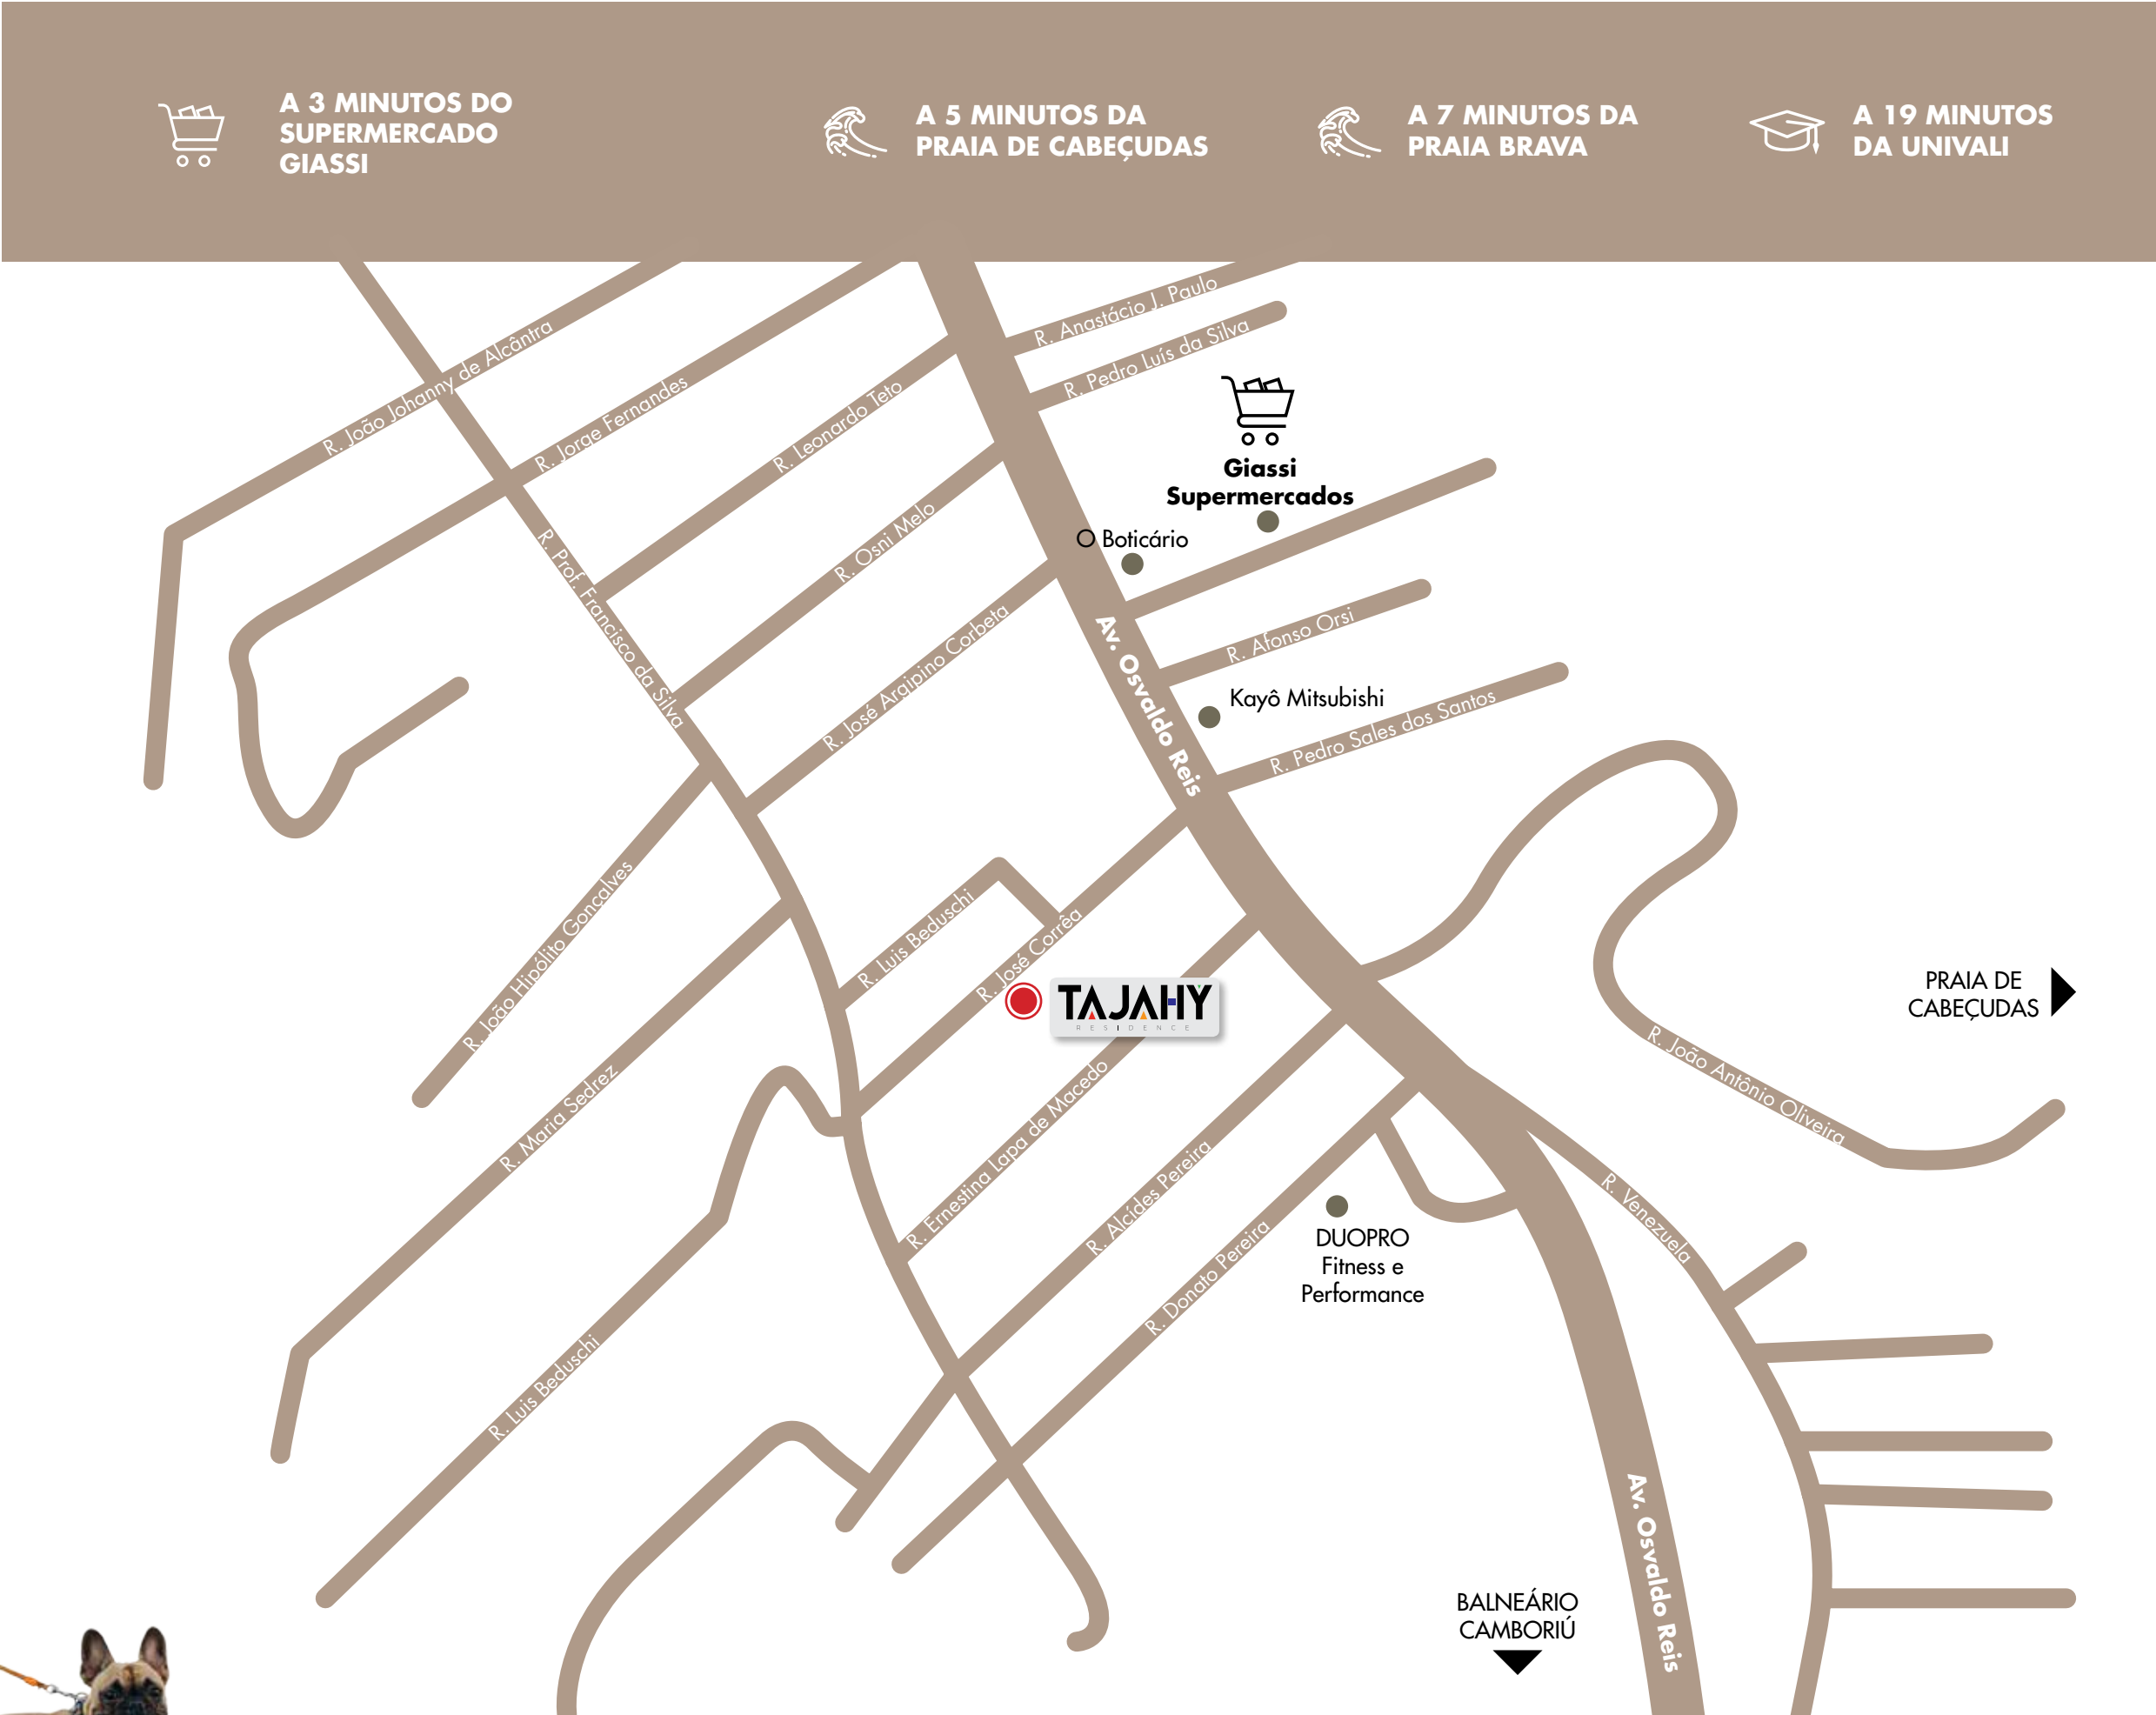 A 3 MINUTOS DO
SUPERMERCADO
GIASSI
A 5 MINUTOS DA
PRAIA DE CABEÇUDAS
A 7 MINUTOS DA
PRAIA BRAVA
A 19 MINUTOS
DA UNIVALI
R. Anastácio J. Paulo
R. Pedro Luís da Silva
R. João Johanny de Alcântra
R. Jorge Fernandes
R. Leonardo Teto
Giassi
Supermercados
O Boticário
R. Osni Melo
R. Prof. Francisco da Silva
R. José Araipino Corbeta
Av. Osvaldo Reis
R. Afonso Orsi
Kayô Mitsubishi
R. Pedro Sales dos Santos
R. João Hipólito Gonçalves
R. Luis Beduschi
R. José Corrêa
TAJAHY
RESIDENCE
PRAIA DE
CABEÇUDAS
R. João Antônio Oliveira
R. Maria Sedrez
R. Ernestina Lapa de Macedo
R. Alcídes Pereira
R. Venezuela
R. Donato Pereira
DUOPRO
Fitness e
Performance
R. Luis Beduschi
Av. Osvaldo Reis
BALNEÁRIO
CAMBORIÚ